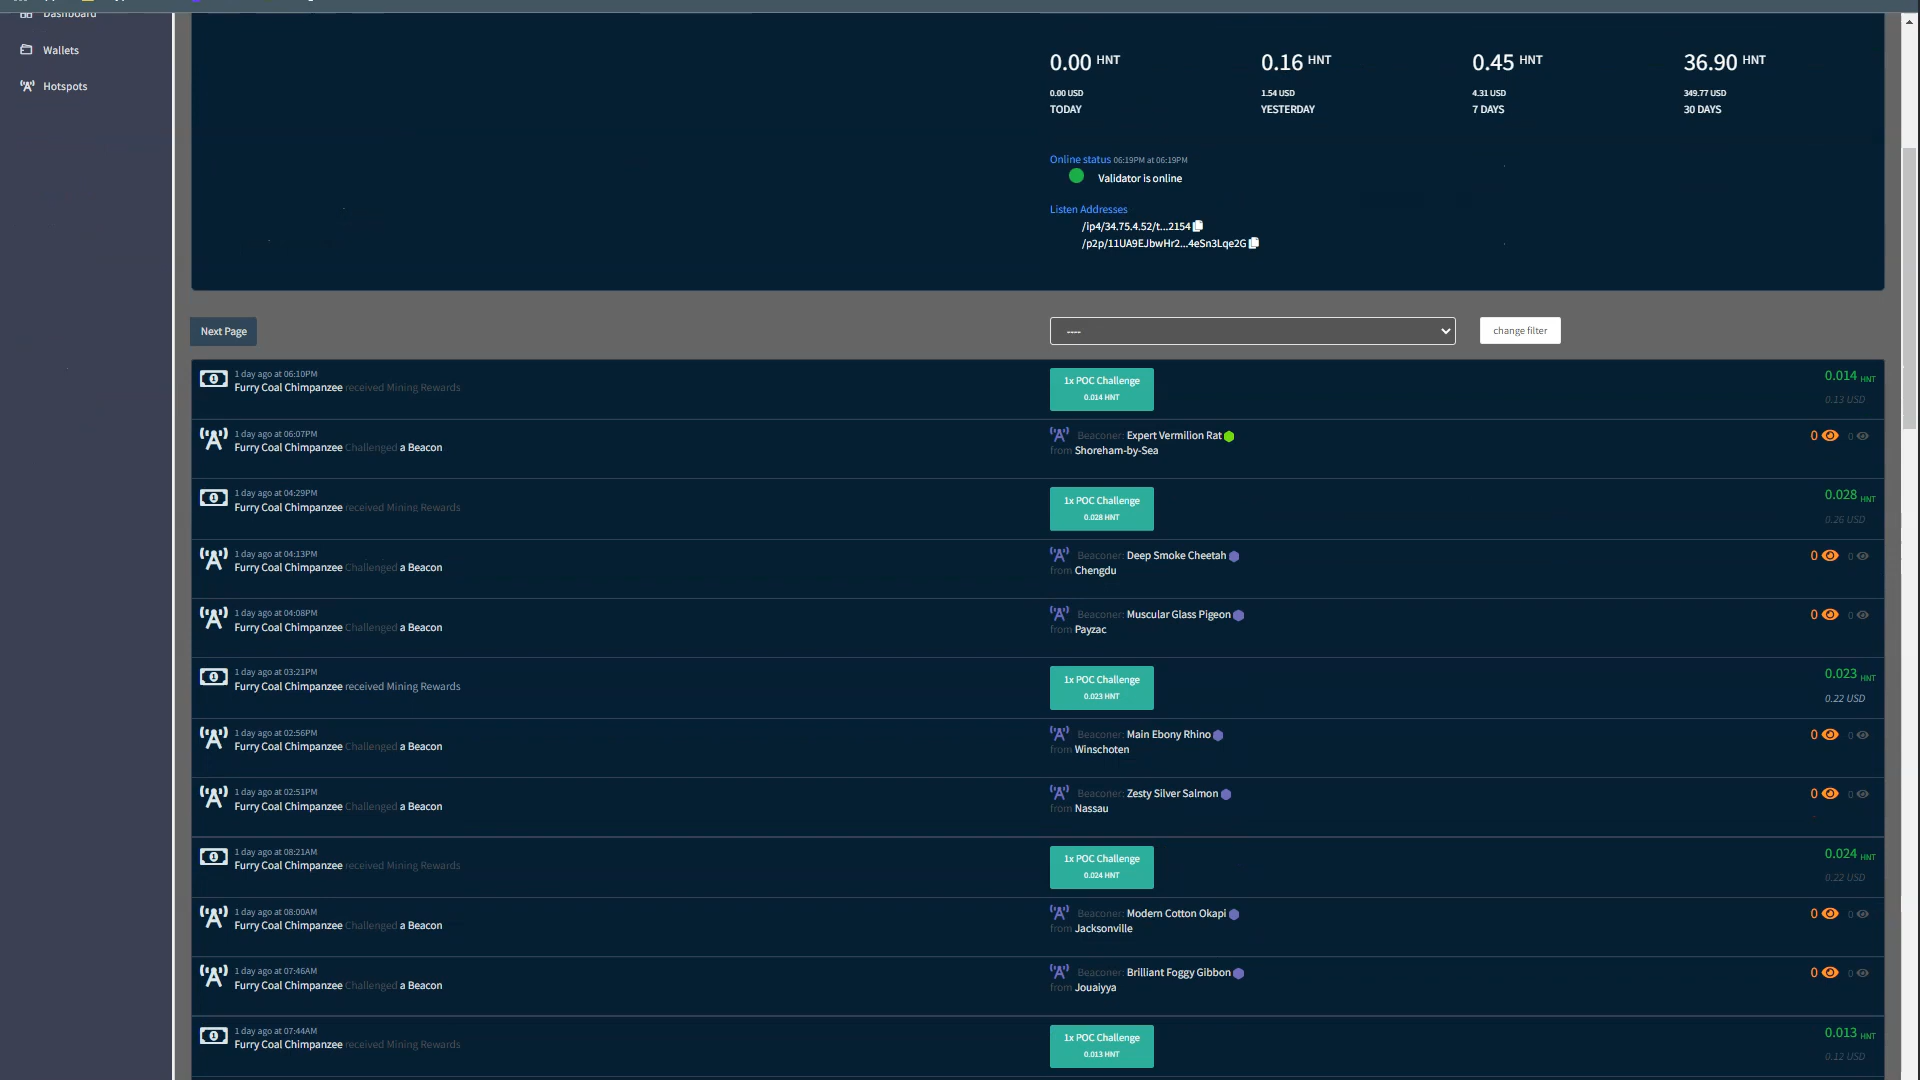 Dashboard
Wallets
Hotspots
0.00 HNT
0.00 USD
TODAY
0.16 HNT
1.54 USD
YESTERDAY
0.45 HNT
4.31 USD
7 DAYS
36.90 HNT
349.77 USD
30 DAYS
Online status 06:19PM at 06:19PM
Validator is online
Listen Addresses
/ip4/34.75.4.52/t...2154
/p2p/11UA9EJbwHr2...4eSn3Lqe2G
Next Page
----
change filter
1 day ago at 06:10PM
Furry Coal Chimpanzee received Mining Rewards
1x POC Challenge
0.014 HNT
0.014 HNT
0.13 USD
1 day ago at 06:07PM
Furry Coal Chimpanzee Challenged a Beacon
Beaconer: Expert Vermilion Rat
from Shoreham-by-Sea
0 0
1 day ago at 04:29PM
Furry Coal Chimpanzee received Mining Rewards
1x POC Challenge
0.028 HNT
0.028 HNT
0.26 USD
1 day ago at 04:13PM
Furry Coal Chimpanzee Challenged a Beacon
Beaconer: Deep Smoke Cheetah
from Chengdu
0 0
1 day ago at 04:08PM
Furry Coal Chimpanzee Challenged a Beacon
Beaconer: Muscular Glass Pigeon
from Payzac
0 0
1 day ago at 03:21PM
Furry Coal Chimpanzee received Mining Rewards
1x POC Challenge
0.023 HNT
0.023 HNT
0.22 USD
1 day ago at 02:56PM
Furry Coal Chimpanzee Challenged a Beacon
Beaconer: Main Ebony Rhino
from Winschoten
0 0
1 day ago at 02:51PM
Furry Coal Chimpanzee Challenged a Beacon
Beaconer: Zesty Silver Salmon
from Nassau
0 0
1 day ago at 08:21AM
Furry Coal Chimpanzee received Mining Rewards
1x POC Challenge
0.024 HNT
0.024 HNT
0.22 USD
1 day ago at 08:00AM
Furry Coal Chimpanzee Challenged a Beacon
Beaconer: Modern Cotton Okapi
from Jacksonville
0 0
1 day ago at 07:46AM
Furry Coal Chimpanzee Challenged a Beacon
Beaconer: Brilliant Foggy Gibbon
from Jouaiyya
0 0
1 day ago at 07:44AM
Furry Coal Chimpanzee received Mining Rewards
1x POC Challenge
0.013 HNT
0.013 HNT
0.12 USD